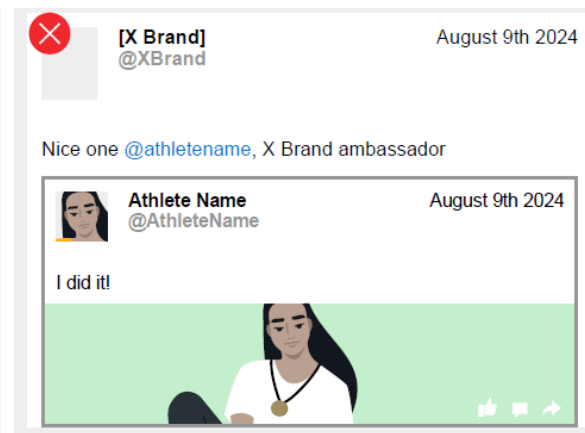 [X Brand] August 9th 2024
@XBrand
Nice one @athletename, X Brand ambassador
Athlete Name August 9th 2024
@AthleteName
I did it!